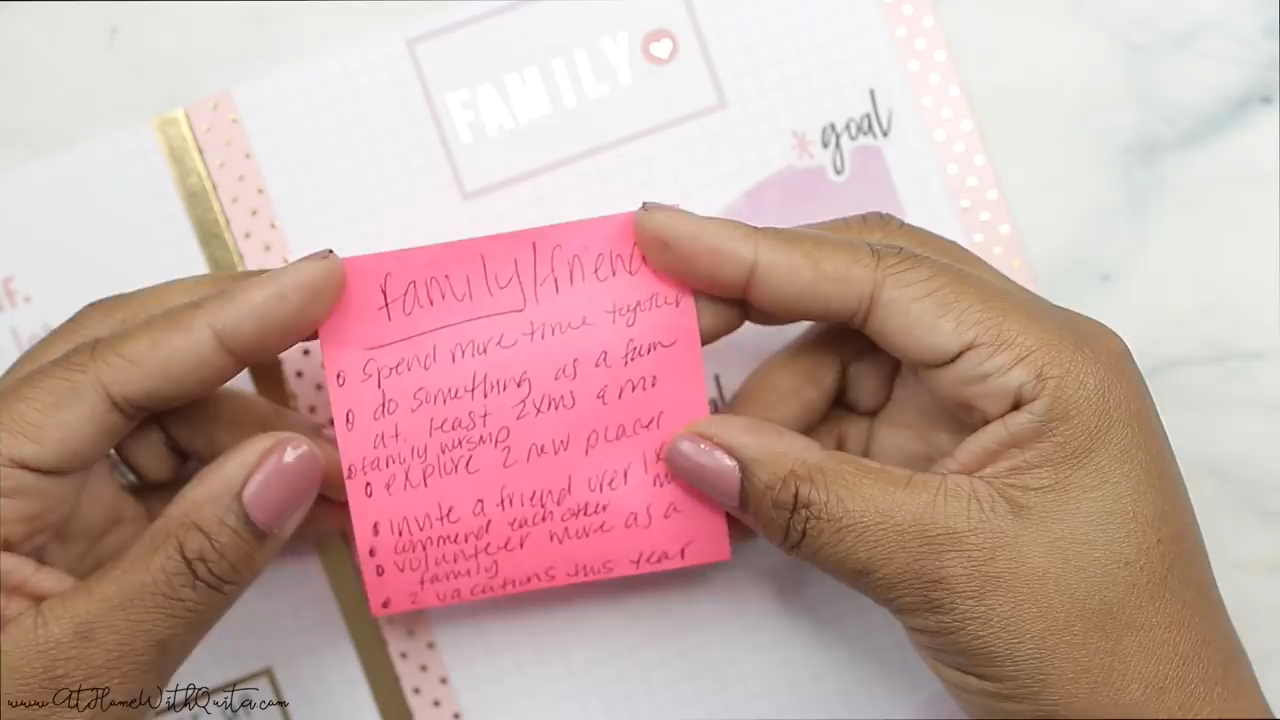 FAMILY
goal
family/friend
spend more time together
do something as a fam
at least 2xms a mo
family wrshp
explore 2 new places
invite a friend over 1x
commend each other
volunteer more as a
family
2 vacations this year
www.AtHomeWithQuita.com